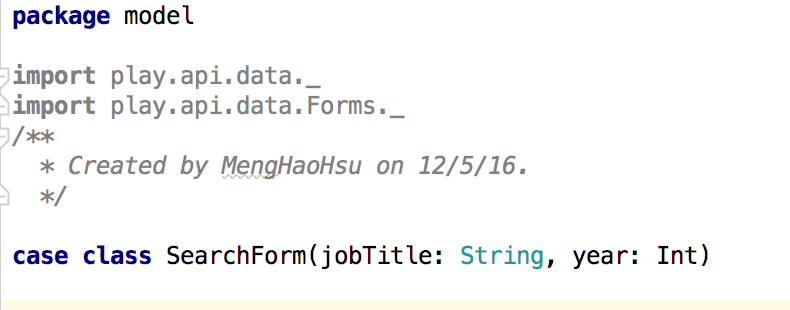 package model
import play.api.data._
import play.api.data.Forms._
/**
* Created by MengHaoHsu on 12/5/16.
*/
case class SearchForm(jobTitle: String, year: Int)